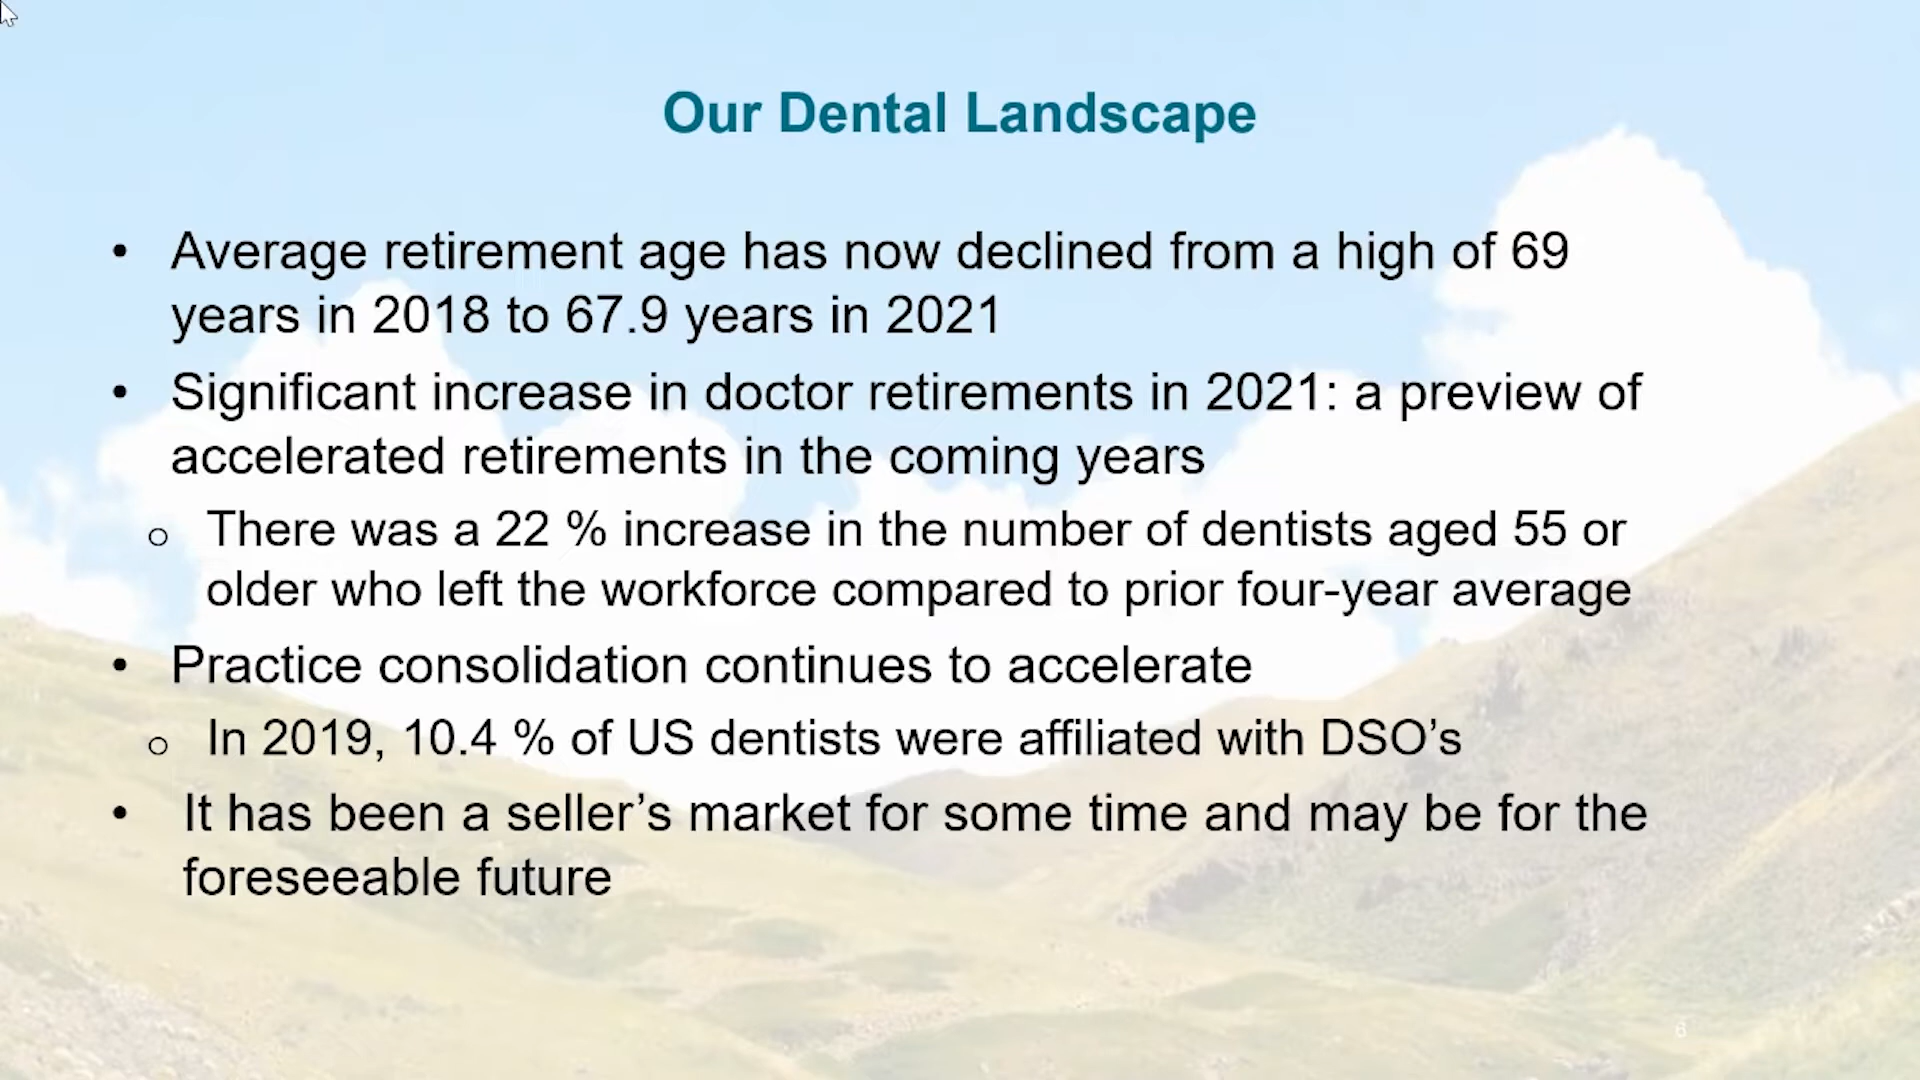 Our Dental Landscape
• Average retirement age has now declined from a high of 69
years in 2018 to 67.9 years in 2021
• Significant increase in doctor retirements in 2021: a preview of
accelerated retirements in the coming years
o There was a 22 % increase in the number of dentists aged 55 or
older who left the workforce compared to prior four-year average
• Practice consolidation continues to accelerate
o In 2019, 10.4 % of US dentists were affiliated with DSO’s
• It has been a seller’s market for some time and may be for the
foreseeable future
6